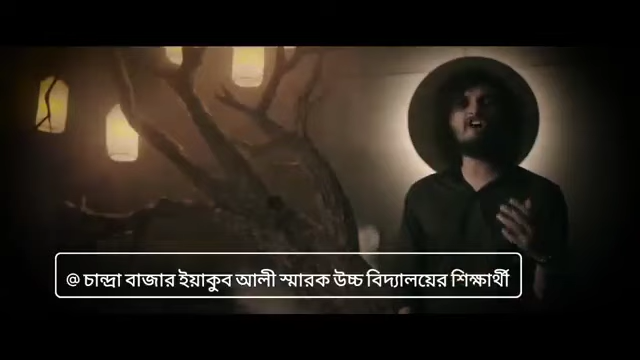 @ চান্দ্রা বাজার ইয়াকুব আলী স্মারক উচ্চ বিদ্যালয়ের শিক্ষার্থী